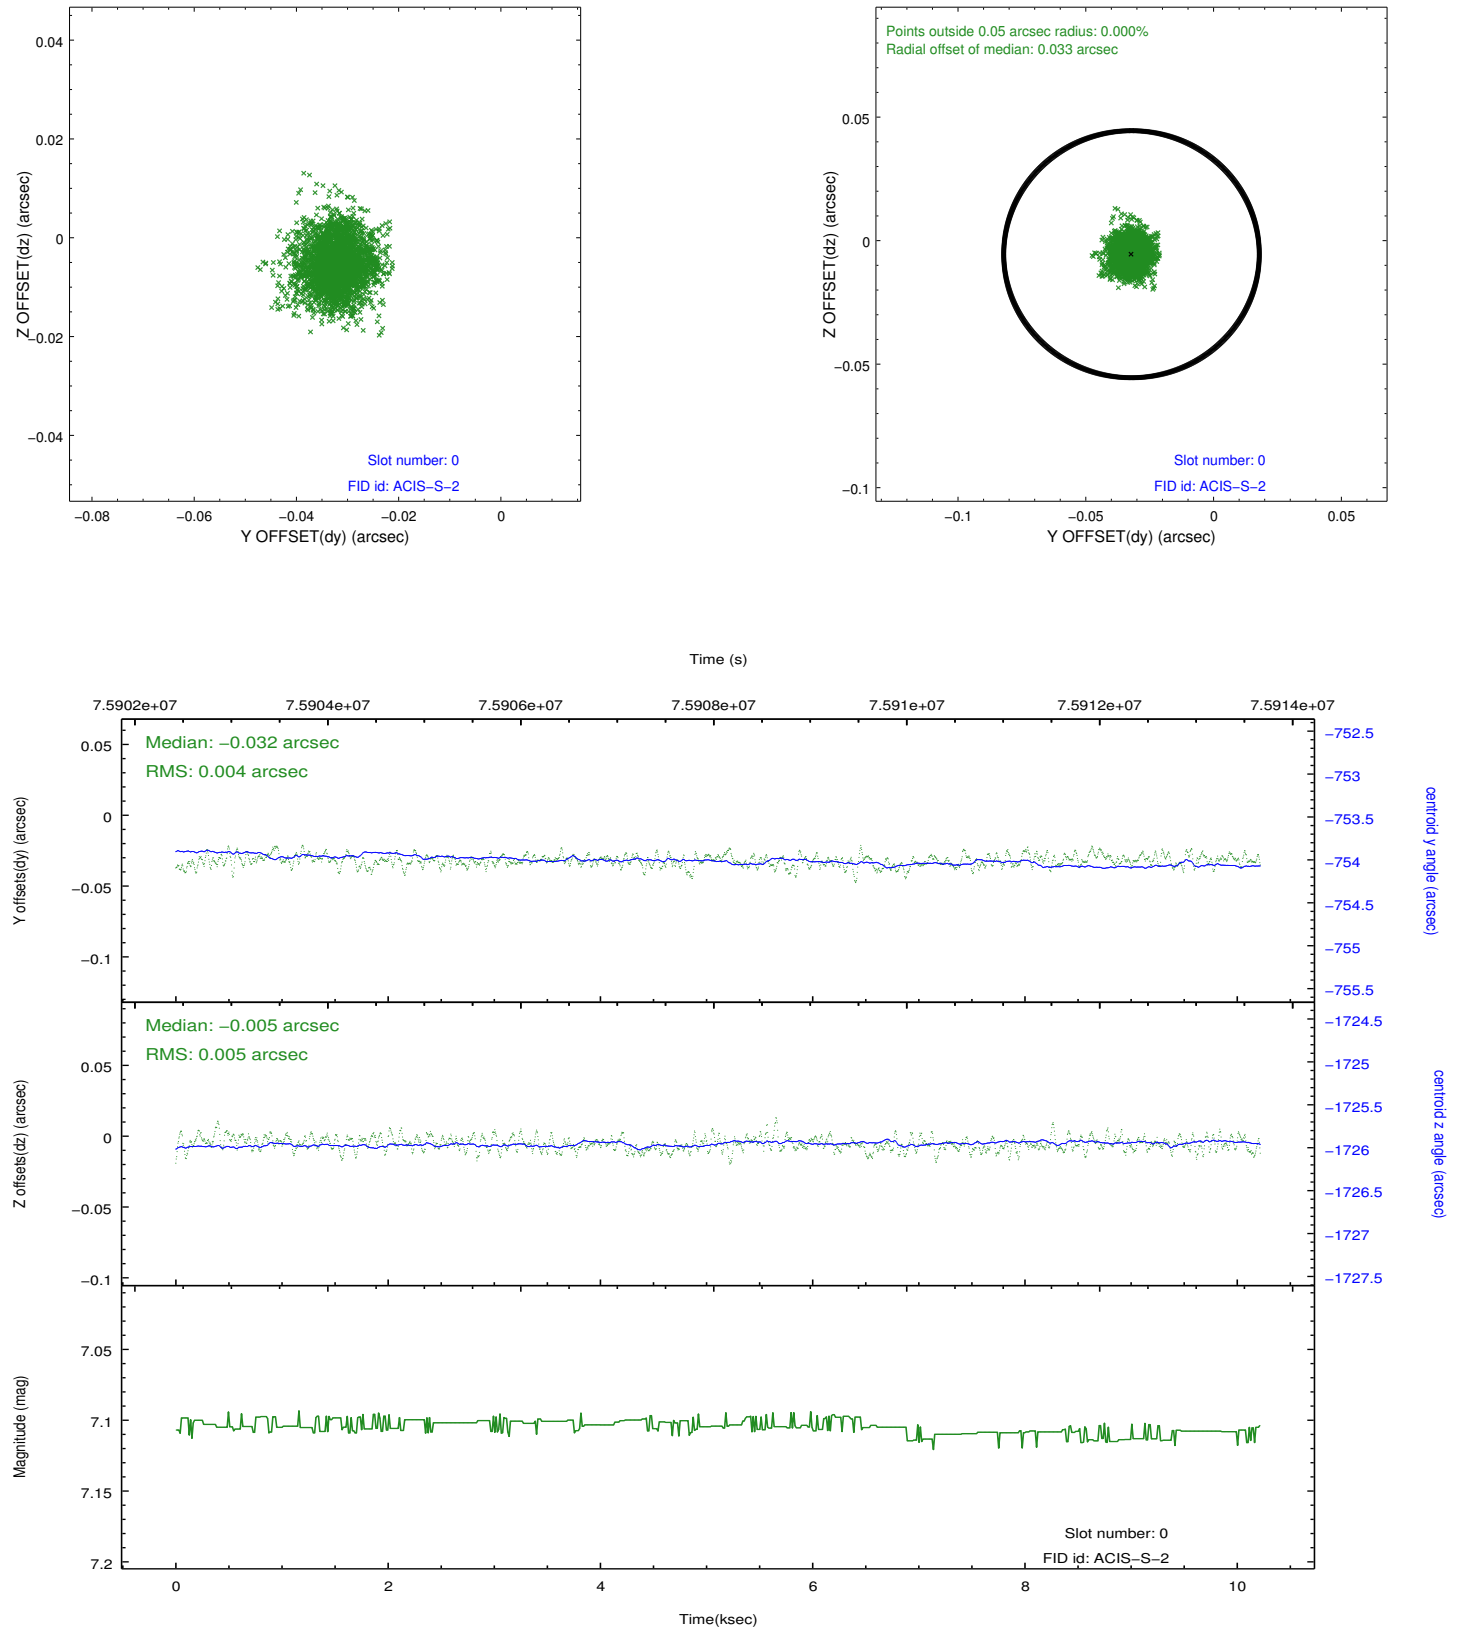 0.04
0.02
0
−0.02
−0.04
Z OFFSET(dz) (arcsec)
Slot number: 0
FID id: ACIS−S−2
−0.08 −0.06 −0.04 −0.02 0
Y OFFSET(dy) (arcsec)
Points outside 0.05 arcsec radius: 0.000%
Radial offset of median: 0.033 arcsec
0.05
0
−0.05
−0.1
Z OFFSET(dz) (arcsec)
Slot number: 0
FID id: ACIS−S−2
−0.1 −0.05 0 0.05
Y OFFSET(dy) (arcsec)
Time (s)
7.5902e+07 7.5904e+07 7.5906e+07 7.5908e+07 7.591e+07 7.5912e+07 7.5914e+07
Median: −0.032 arcsec
RMS: 0.004 arcsec
0.05
0
−0.05
−0.1
Y offsets(dy) (arcsec)
−752.5
−753
−753.5
−754
−754.5
−755
−755.5
centroid y angle (arcsec)
Median: −0.005 arcsec
RMS: 0.005 arcsec
0.05
0
−0.05
−0.1
Z offsets(dz) (arcsec)
−1724.5
−1725
−1725.5
−1726
−1726.5
−1727
−1727.5
centroid z angle (arcsec)
7.05
7.1
7.15
7.2
Magnitude (mag)
Slot number: 0
FID id: ACIS−S−2
0 2 4 6 8 10
Time(ksec)